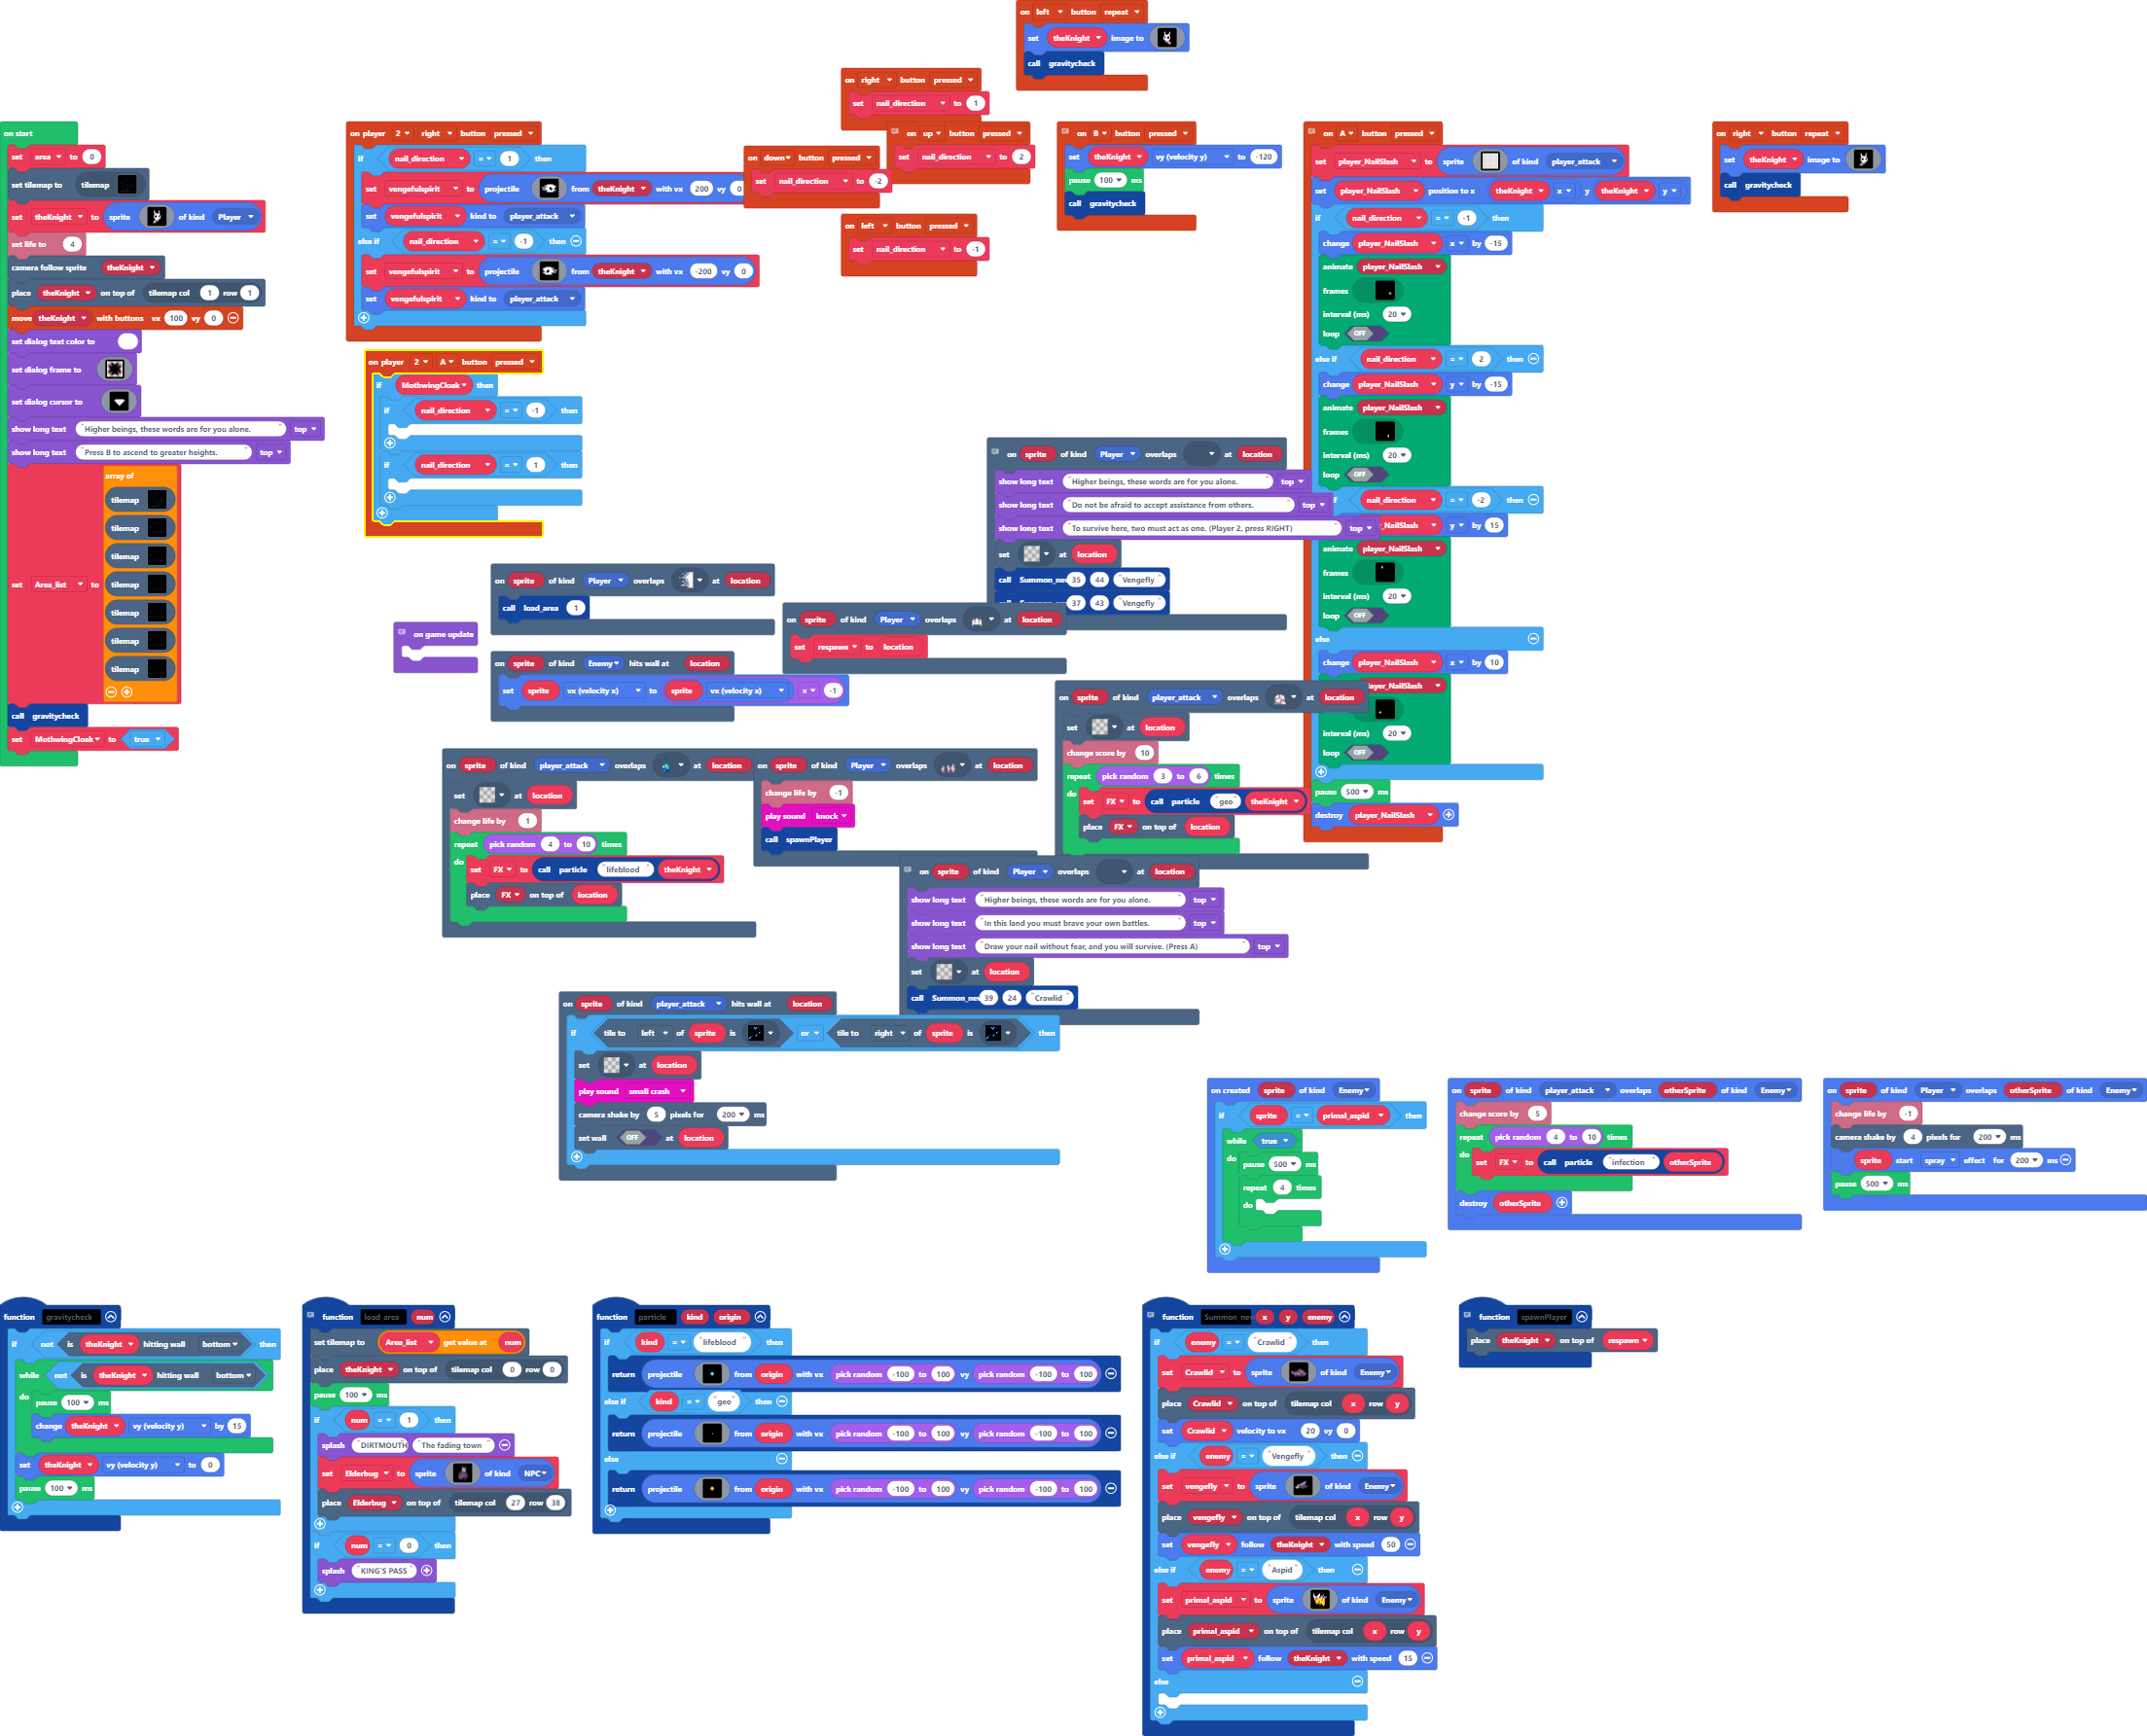 on left button repeat
set theKnight image to
call gravitycheck
on right button pressed
set nail_direction to 1
on up button pressed
set nail_direction to 2
on down button pressed
set nail_direction to -2
on left button pressed
set nail_direction to -1
on B button pressed
set theKnight vy (velocity y) to -120
pause 100 ms
call gravitycheck
on right button repeat
set theKnight image to
call gravitycheck
on start
set area to 0
set tilemap to tilemap
set theKnight to sprite of kind Player
set life to 4
camera follow sprite theKnight
place theKnight on top of tilemap col 1 row 1
move theKnight with buttons vx 100 vy 0
set dialog text color to
set dialog frame to
set dialog cursor to
show long text "Higher beings, these words are for you alone." top
show long text "Press B to ascend to greater heights." top
set Area_list to array of
tilemap
tilemap
tilemap
tilemap
tilemap
tilemap
tilemap
call gravitycheck
set MothwingCloak to true
on player 2 right button pressed
if nail_direction = 1 then
set vengefulspirit to projectile from theKnight with vx 200 vy 0
set vengefulspirit kind to player_attack
else if nail_direction = -1 then
set vengefulspirit to projectile from theKnight with vx -200 vy 0
set vengefulspirit kind to player_attack
on player 2 A button pressed
if MothwingCloak then
if nail_direction = -1 then
if nail_direction = 1 then
on A button pressed
set player_NailSlash to sprite of kind player_attack
set player_NailSlash position to x theKnight x y theKnight y
if nail_direction = -1 then
change player_NailSlash x by -15
animate player_NailSlash
frames
interval (ms) 20
loop OFF
else if nail_direction = 2 then
change player_NailSlash y by -15
animate player_NailSlash
frames
interval (ms) 20
loop OFF
if nail_direction = -2 then
_NailSlash y by 15
animate player_NailSlash
frames
interval (ms) 20
loop OFF
else
change player_NailSlash x by 10
layer_NailSlash
interval (ms) 20
loop OFF
pause 500 ms
destroy player_NailSlash
on sprite of kind Player overlaps at location
show long text "Higher beings, these words are for you alone." top
show long text "Do not be afraid to accept assistance from others." top
show long text "To survive here, two must act as one. (Player 2, press RIGHT)" top
set at location
call Summon_ne 35 44 "Vengefly"
37 43 "Vengefly"
on sprite of kind Player overlaps at location
call load_area 1
on game update
on sprite of kind Player overlaps at location
set respawn to location
on sprite of kind Enemy hits wall at location
set sprite vx (velocity x) to sprite vx (velocity x) × -1
on sprite of kind player_attack overlaps at location
set at location
change score by 10
repeat pick random 3 to 6 times
do set FX to call particle "geo" theKnight
place FX on top of location
on sprite of kind player_attack overlaps at location
set at location
change life by 1
repeat pick random 4 to 10 times
do set FX to call particle "lifeblood" theKnight
place FX on top of location
on sprite of kind Player overlaps at location
change life by -1
play sound knock
call spawnPlayer
on sprite of kind Player overlaps at location
show long text "Higher beings, these words are for you alone." top
show long text "In this land you must brave your own battles." top
show long text "Draw your nail without fear, and you will survive. (Press A)" top
set at location
call Summon_ne 39 24 "Crawlid"
on sprite of kind player_attack hits wall at location
if tile to left of sprite is or tile to right of sprite is then
set at location
play sound small crash
camera shake by 5 pixels for 200 ms
set wall OFF at location
on created sprite of kind Enemy
if sprite = primal_aspid then
while true
do pause 500 ms
repeat 4 times
do
on sprite of kind player_attack overlaps otherSprite of kind Enemy
change score by 5
repeat pick random 4 to 10 times
do set FX to call particle "infection" otherSprite
destroy otherSprite
on sprite of kind Player overlaps otherSprite of kind Enemy
change life by -1
camera shake by 4 pixels for 200 ms
sprite start spray effect for 200 ms
pause 500 ms
function gravitycheck
if not is theKnight hitting wall bottom then
while not is theKnight hitting wall bottom
do pause 100 ms
change theKnight vy (velocity y) by 15
set theKnight vy (velocity y) to 0
pause 100 ms
function load_area num
set tilemap to Area_list get value at num
place theKnight on top of tilemap col 0 row 0
pause 100 ms
if num = 1 then
splash "DIRTMOUTH "The fading town"
set Elderbug to sprite of kind NPC
place Elderbug on top of tilemap col 27 row 38
if num = 0 then
splash "KING'S PASS"
function particle kind origin
if kind = "lifeblood" then
return projectile from origin with vx pick random -100 to 100 vy pick random -100 to 100
else if kind = "geo" then
return projectile from origin with vx pick random -100 to 100 vy pick random -100 to 100
else
return projectile from origin with vx pick random -100 to 100 vy pick random -100 to 100
function Summon_ne x y enemy
if enemy = "Crawlid" then
set Crawlid to sprite of kind Enemy
place Crawlid on top of tilemap col x row y
set Crawlid velocity to vx 20 vy 0
else if enemy = "Vengefly" then
set vengefly to sprite of kind Enemy
place vengefly on top of tilemap col x row y
set vengefly follow theKnight with speed 50
else if enemy = "Aspid" then
set primal_aspid to sprite of kind Enemy
place primal_aspid on top of tilemap col x row y
set primal_aspid follow theKnight with speed 15
else
function spawnPlayer
place theKnight on top of respawn